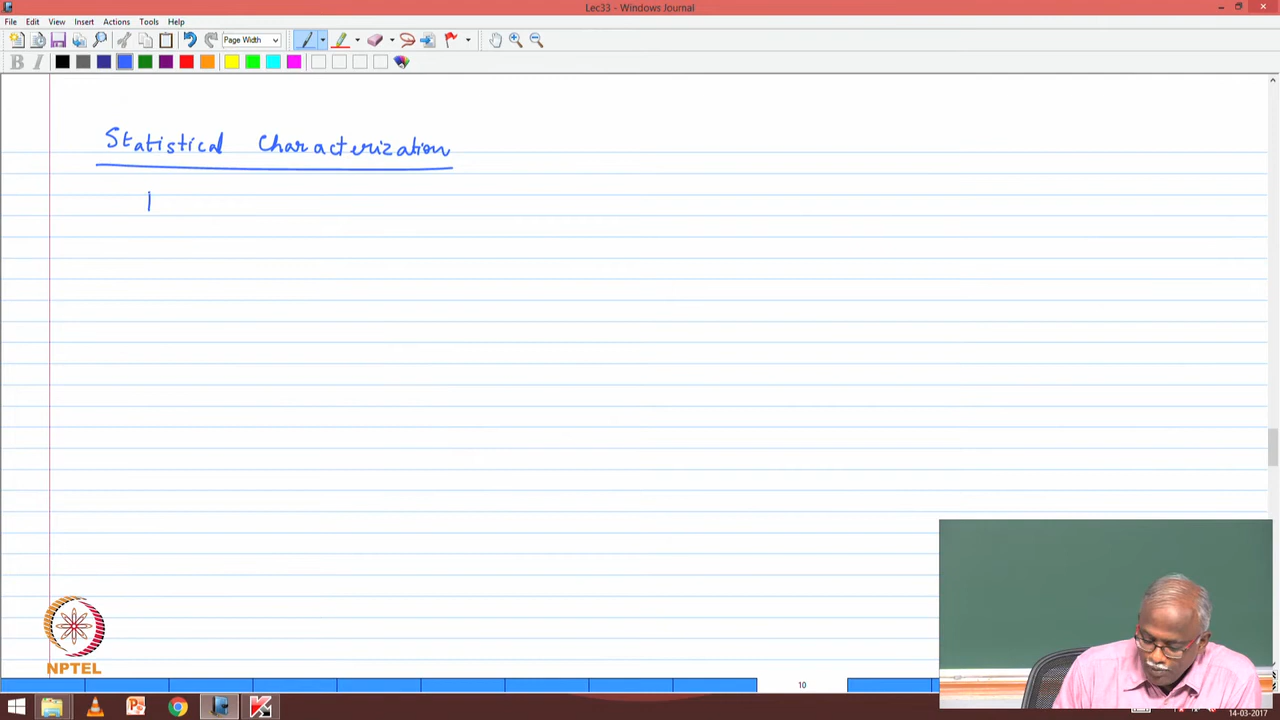 Lec33 - Windows Journal
File Edit View Insert Actions Tools Help
Page Width
B I
Statistical Characterization
NPTEL
10
14-03-2017